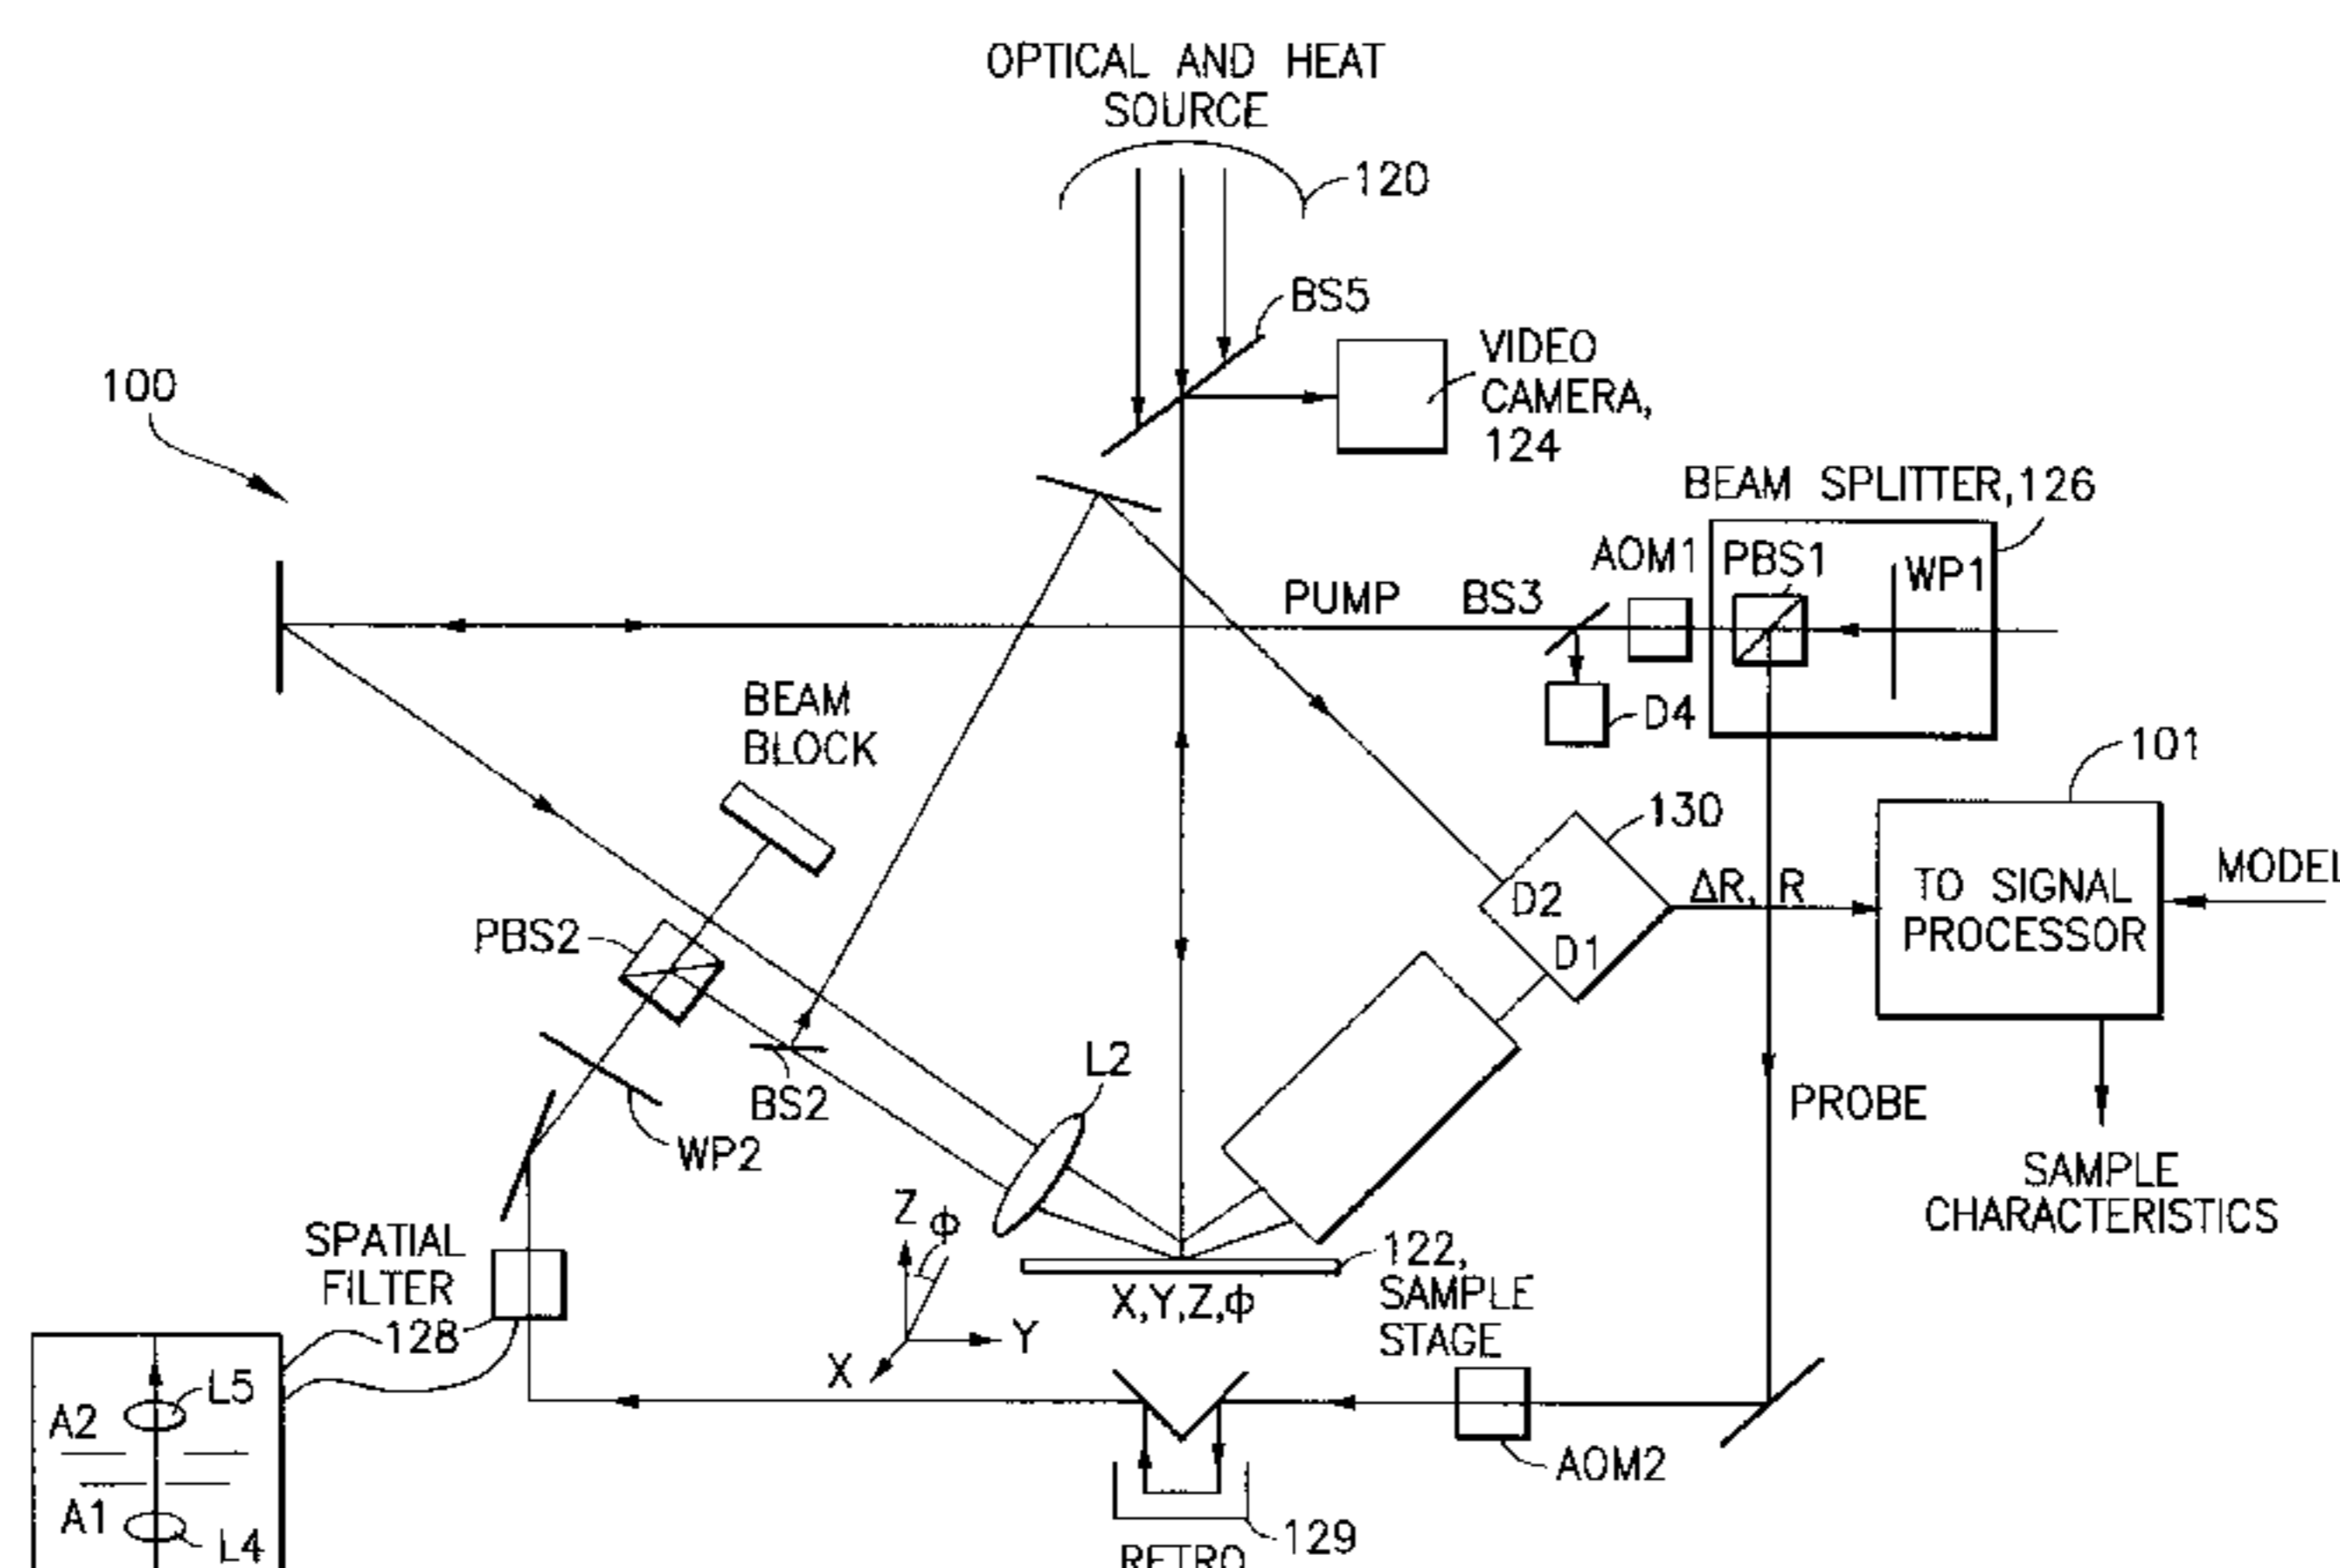 OPTICAL AND HEAT
SOURCE
120
BS5
VIDEO
CAMERA,
124
100
BEAM SPLITTER,126
AOM1
PBS1
WP1
PUMP
BS3
D4
BEAM
BLOCK
101
130
D2
D1
ΔR, R
TO SIGNAL
PROCESSOR
MODEL
PBS2
BS2
L2
WP2
PROBE
SAMPLE
CHARACTERISTICS
Z
Φ
X
Y
122,
SAMPLE
STAGE
X,Y,Z,Φ
SPATIAL
FILTER
128
L5
A2
A1
L4
AOM2
129
RETRO